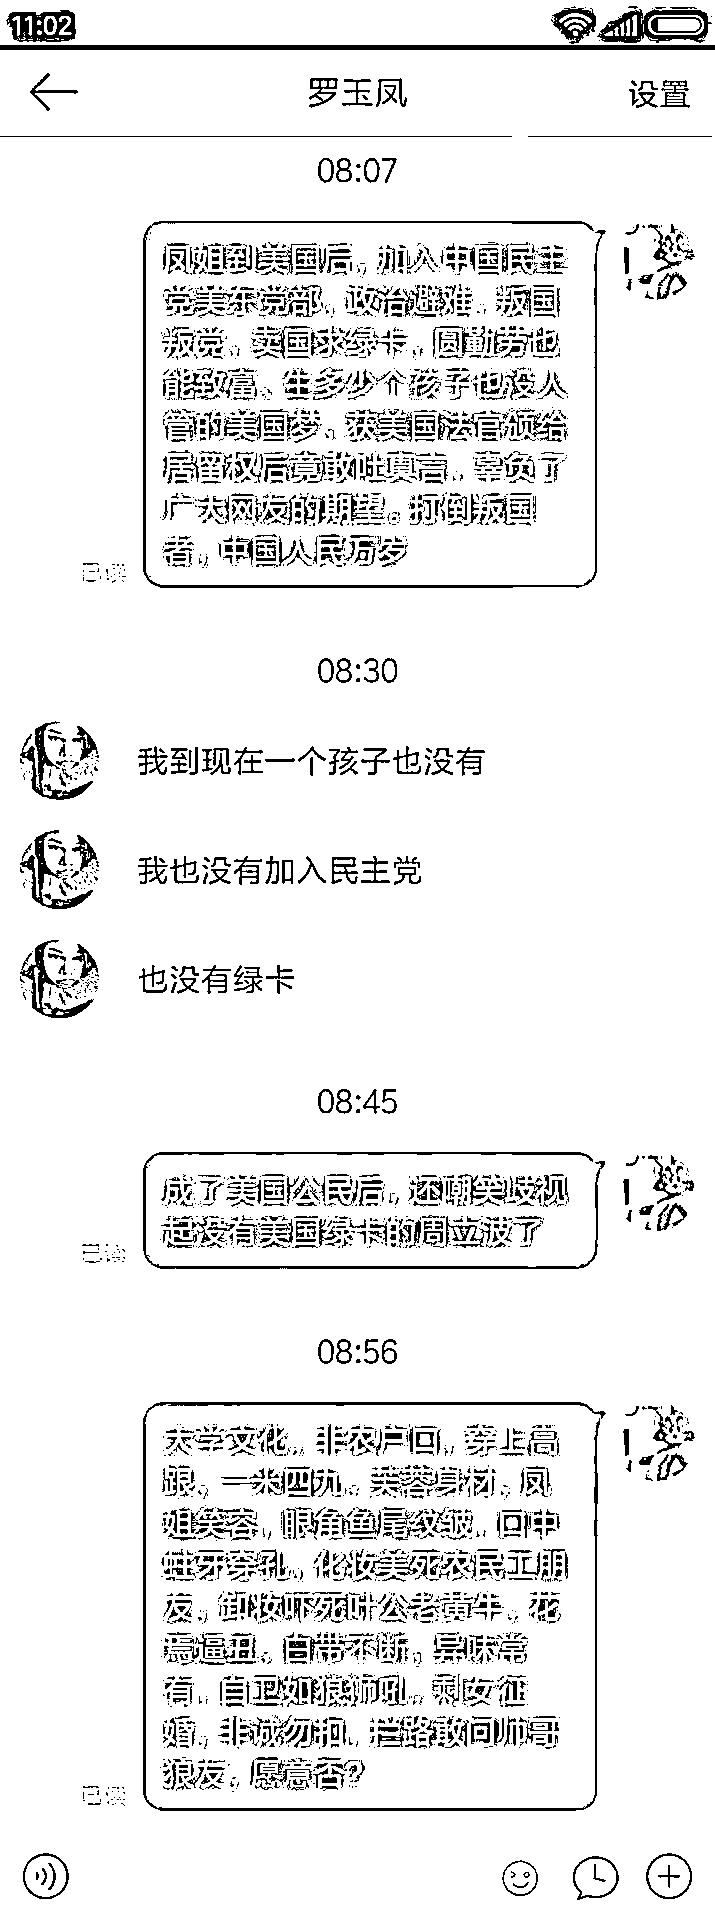 11:02
罗玉凤
设置
08:07
凤姐到美国后，加入中国民主
党美东党部，政治避难，叛国
叛党，卖国求绿卡，圆勤劳也
能致富，生多少个孩子也没人
管的美国梦，获美国法官颁给
居留权后竟敢吐真言，辜负了
广大网友的期望。打倒叛国
者，中国人民万岁
已读
08:30
我到现在一个孩子也没有
我也没有加入民主党
也没有绿卡
08:45
成了美国公民后，还嘲笑歧视
起没有美国绿卡的周立波了
已读
08:56
大学文化，非农户口，穿上高
跟，一米四九，芙蓉身材，凤
姐笑容，眼角鱼尾纹皱，口中
蛀牙穿孔，化妆美死农民工朋
友，卸妆吓死叶公老黄牛，花
焉逼丑，白带不断，异味常
有，自卫如狼狮吼，剩女征
婚，非诚勿扣，拦路敢问帅哥
狼友，愿意否？
已读